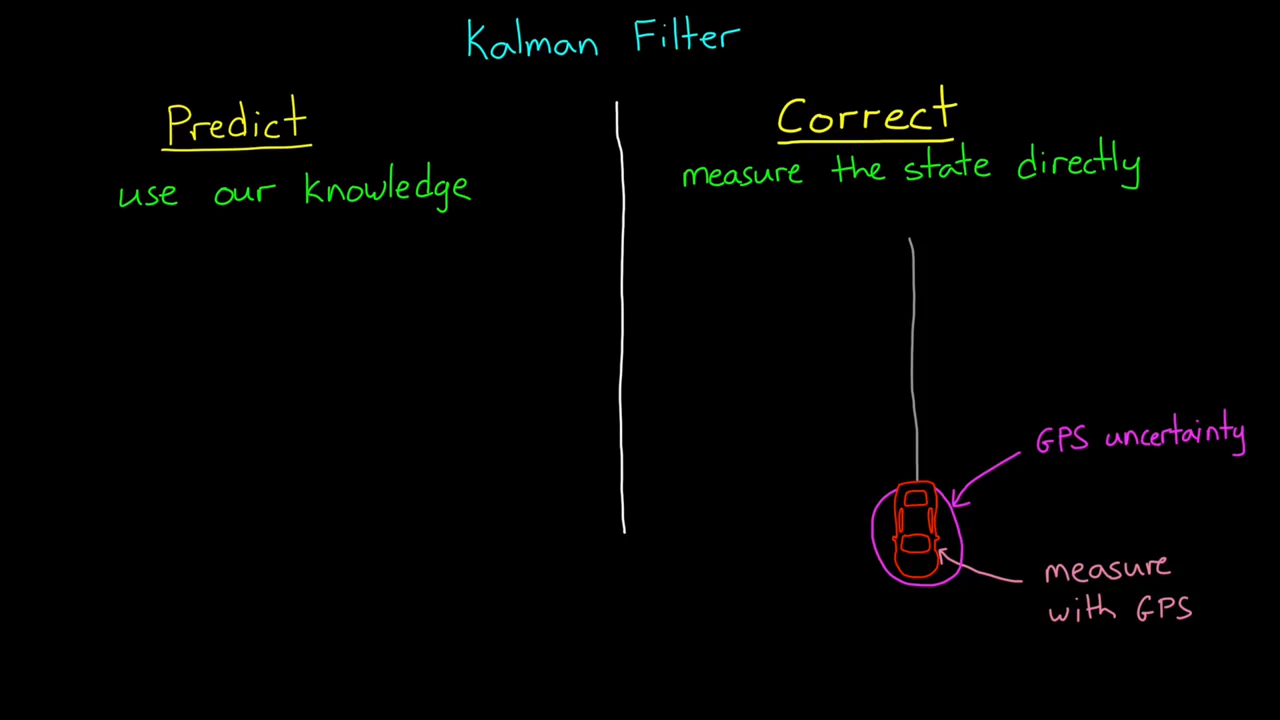 Kalman Filter
Predict
use our knowledge
Correct
measure the state directly
GPS uncertainty
measure
with GPS